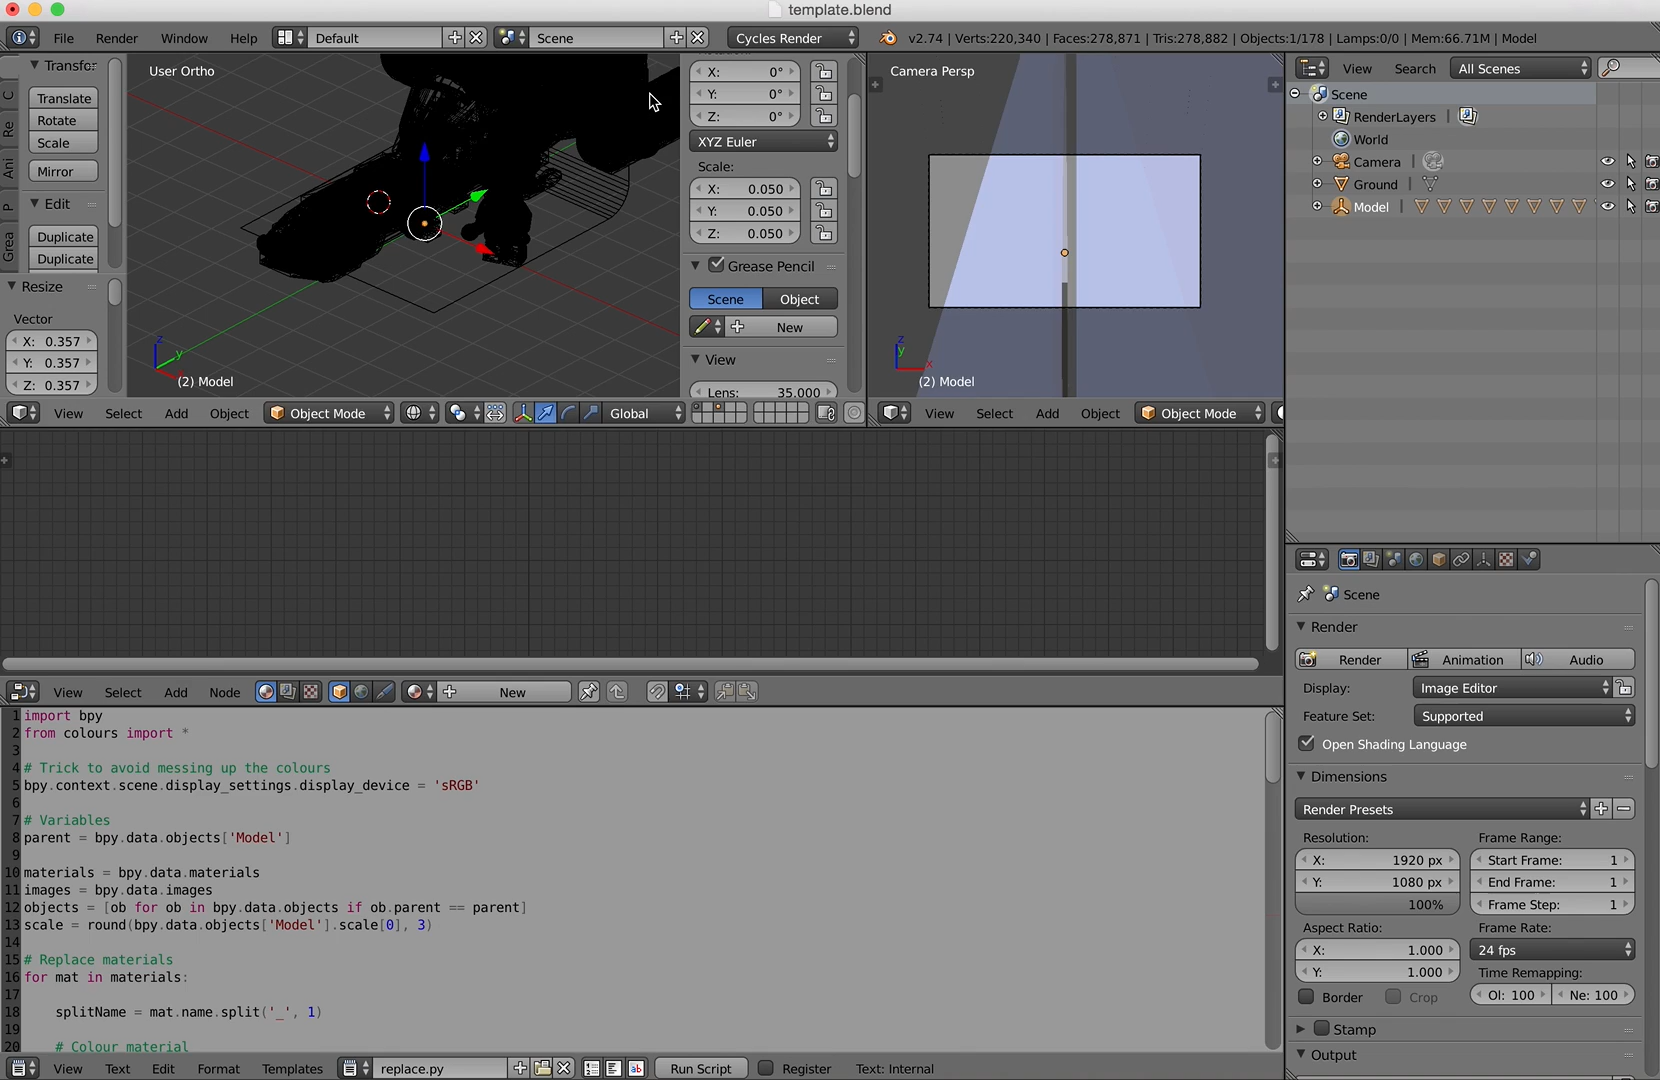 template.blend
File Render Window Help Default Scene Cycles Render v2.74 | Verts:220,340 | Faces:278,871 | Tris:278,882 | Objects:1/178 | Lamps:0/0 | Mem:66.71M | Model
Transfor
Translate
Rotate
Scale
Mirror
Edit
Duplicate
Duplicate
C
Re
Ani
P
Grea
Resize
Vector
X: 0.357
Y: 0.357
Z: 0.357
User Ortho
z
y
(2) Model
X: 0°
Y: 0°
Z: 0°
XYZ Euler
Scale:
X: 0.050
Y: 0.050
Z: 0.050
Grease Pencil
Scene Object
New
View
Lens: 35.000
Camera Persp
z
y
x
(2) Model
View Search All Scenes
Scene
RenderLayers |
World
Camera |
Ground |
Model |
View Select Add Object Object Mode Global
View Select Add Object Object Mode
View Select Add Node New
1 import bpy
2 from colours import *
3
4 # Trick to avoid messing up the colours
5 bpy.context.scene.display_settings.display_device = 'sRGB'
6
7 # Variables
8 parent = bpy.data.objects['Model']
9
10 materials = bpy.data.materials
11 images = bpy.data.images
12 objects = [ob for ob in bpy.data.objects if ob.parent == parent]
13 scale = round(bpy.data.objects['Model'].scale[0], 3)
14
15 # Replace materials
16 for mat in materials:
17
18 splitName = mat.name.split('_', 1)
19
20 # Colour material
View Text Edit Format Templates replace.py Run Script Register Text: Internal
Scene
Render
Render Animation Audio
Display: Image Editor
Feature Set: Supported
Open Shading Language
Dimensions
Render Presets
Resolution: Frame Range:
X: 1920 px Start Frame: 1
Y: 1080 px End Frame: 1
100% Frame Step: 1
Aspect Ratio: Frame Rate:
X: 1.000 24 fps
Y: 1.000 Time Remapping:
Border Crop Ol: 100 Ne: 100
Stamp
Output